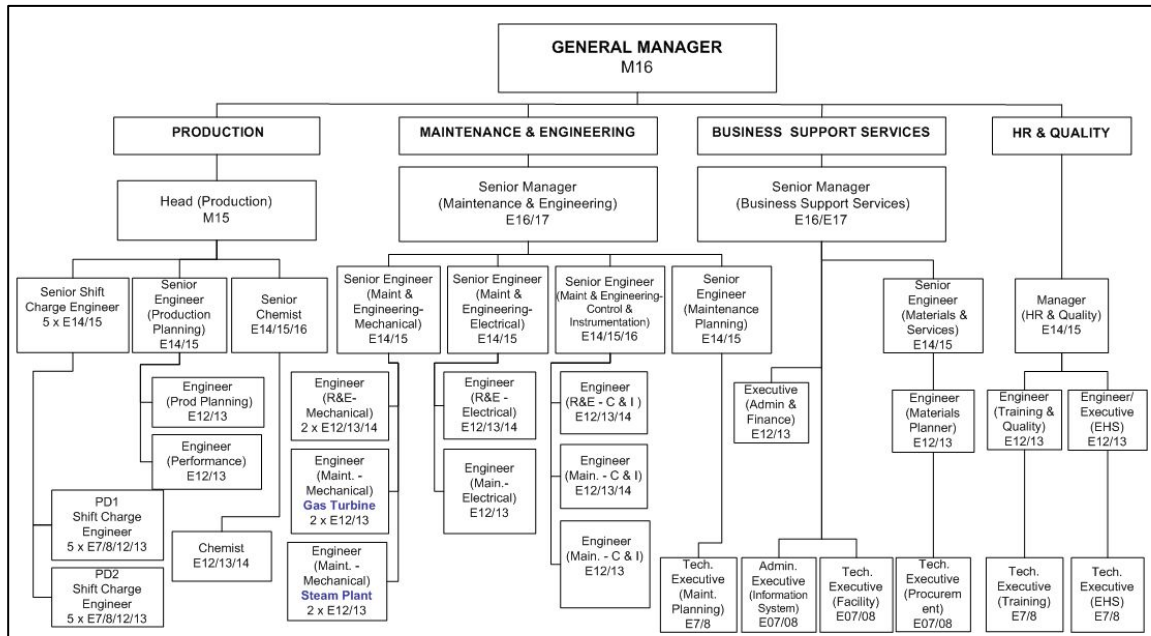 GENERAL MANAGER
M16
PRODUCTION
MAINTENANCE & ENGINEERING
BUSINESS SUPPORT SERVICES
HR & QUALITY
Head (Production)
M15
Senior Manager
(Maintenance & Engineering)
E16/17
Senior Manager
(Business Support Services)
E16/E17
Senior Shift
Charge Engineer
5 x E14/15
Senior
Engineer
(Production
Planning)
E14/15
Senior
Chemist
E14/15/16
Senior Engineer
(Maint &
Engineering-
Mechanical)
E14/15
Senior Engineer
(Maint &
Engineering-
Electrical)
E14/15
Senior Engineer
(Maint & Engineering-
Control &
Instrumentation)
E14/15/16
Senior
Engineer
(Maintenance
Planning)
E14/15
Senior
Engineer
(Materials &
Services)
E14/15
Manager
(HR & Quality)
E14/15
Engineer
(Prod Planning)
E12/13
Engineer
(Performance)
E12/13
Engineer
(R&E-
Mechanical)
2 x E12/13/14
Engineer
(R&E -
Electrical)
E12/13/14
Engineer
(R&E - C & I)
E12/13/14
Executive
(Admin &
Finance)
E12/13
Engineer
(Materials
Planner)
E12/13
Engineer
(Training &
Quality)
E12/13
Engineer/
Executive
(EHS)
E12/13
Engineer
(Maint. -
Mechanical)
Gas Turbine
2 x E12/13
Engineer
(Main.-
Electrical)
E12/13
Engineer
(Main. - C & I)
E12/13/14
PD1
Shift Charge
Engineer
5 x E7/8/12/13
Chemist
E12/13/14
Engineer
(Maint. -
Mechanical)
Steam Plant
2 x E12/13
Engineer
(Main. - C & I)
E12/13
PD2
Shift Charge
Engineer
5 x E7/8/12/13
Tech.
Executive
(Maint.
Planning)
E7/8
Admin.
Executive
(Information
System)
E07/08
Tech.
Executive
(Facility)
E07/08
Tech.
Executive
(Procurem
ent)
E07/08
Tech.
Executive
(Training)
E7/8
Tech.
Executive
(EHS)
E7/8